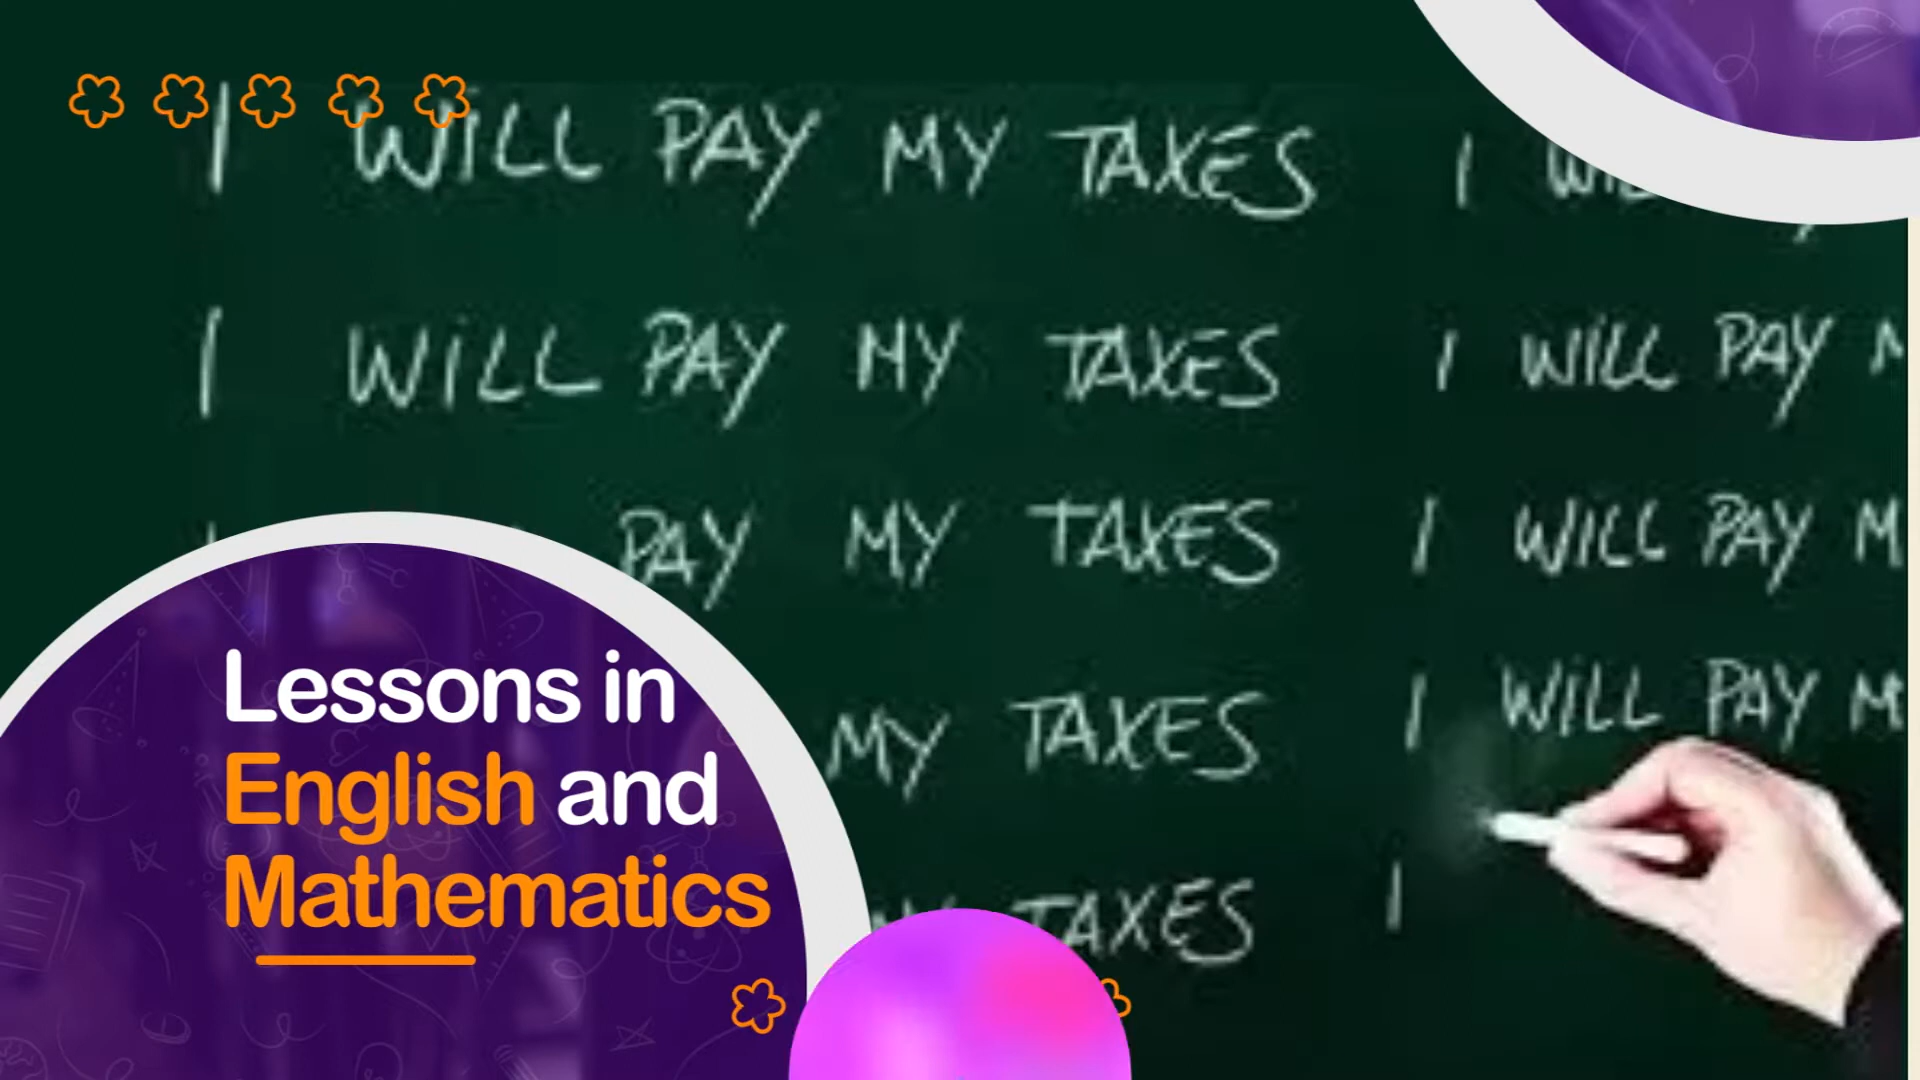 I WILL PAY MY TAXES I WILL
I WILL PAY MY TAXES I WILL PAY M
PAY MY TAXES I WILL PAY M
MY TAXES I WILL PAY M
TAXES I
Lessons in
English and
Mathematics